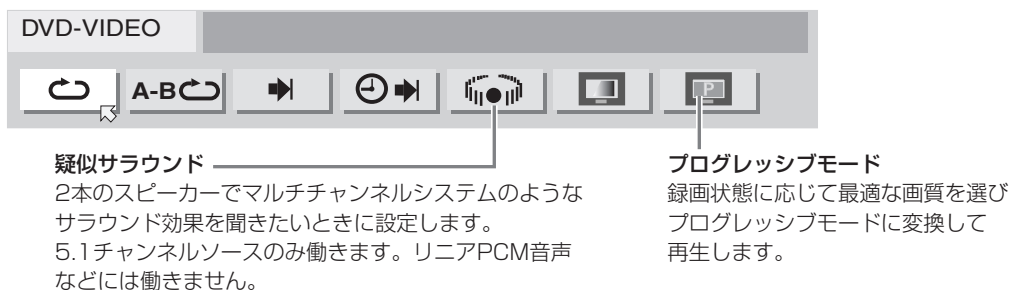 DVD-VIDEO
A-B
P
疑似サラウンド
2本のスピーカーでマルチチャンネルシステムのような
サラウンド効果を聞きたいときに設定します。
5.1チャンネルソースのみ働きます。リニアPCM音声
などには働きません。
プログレッシブモード
録画状態に応じて最適な画質を選び
プログレッシブモードに変換して
再生します。